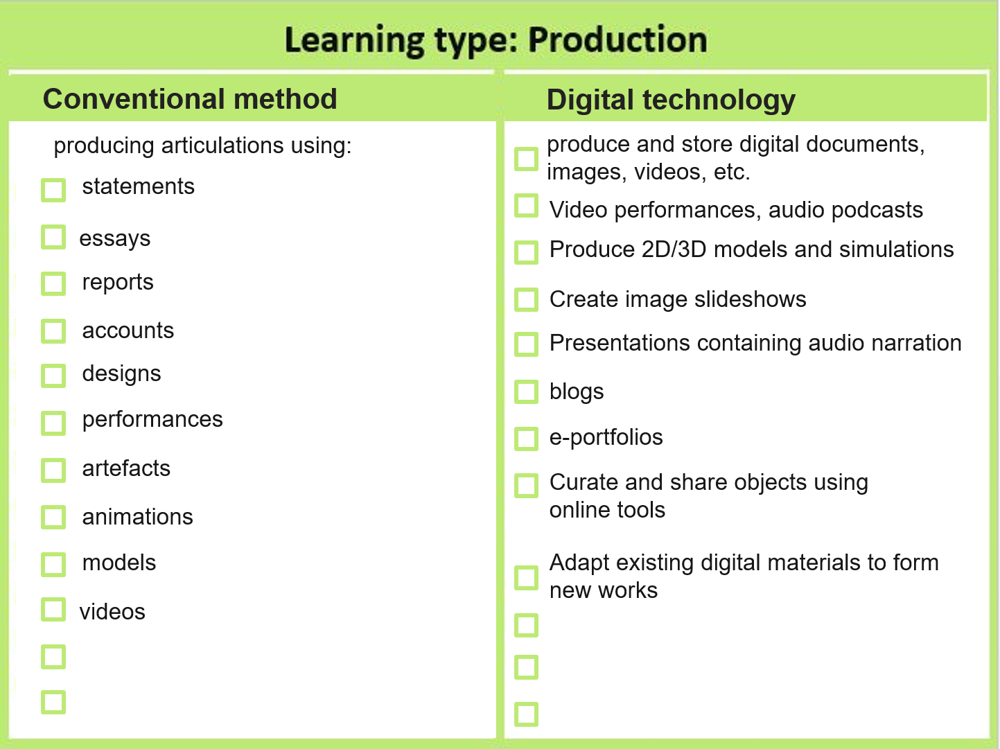 Learning type: Production
Conventional method
producing articulations using:
statements
essays
reports
accounts
designs
performances
artefacts
animations
models
videos
Digital technology
produce and store digital documents,
images, videos, etc.
Video performances, audio podcasts
Produce 2D/3D models and simulations
Create image slideshows
Presentations containing audio narration
blogs
e-portfolios
Curate and share objects using
online tools
Adapt existing digital materials to form
new works